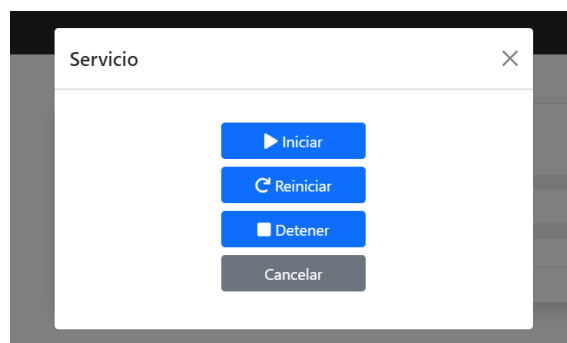 Servicio
Iniciar
Reiniciar
Detener
Cancelar